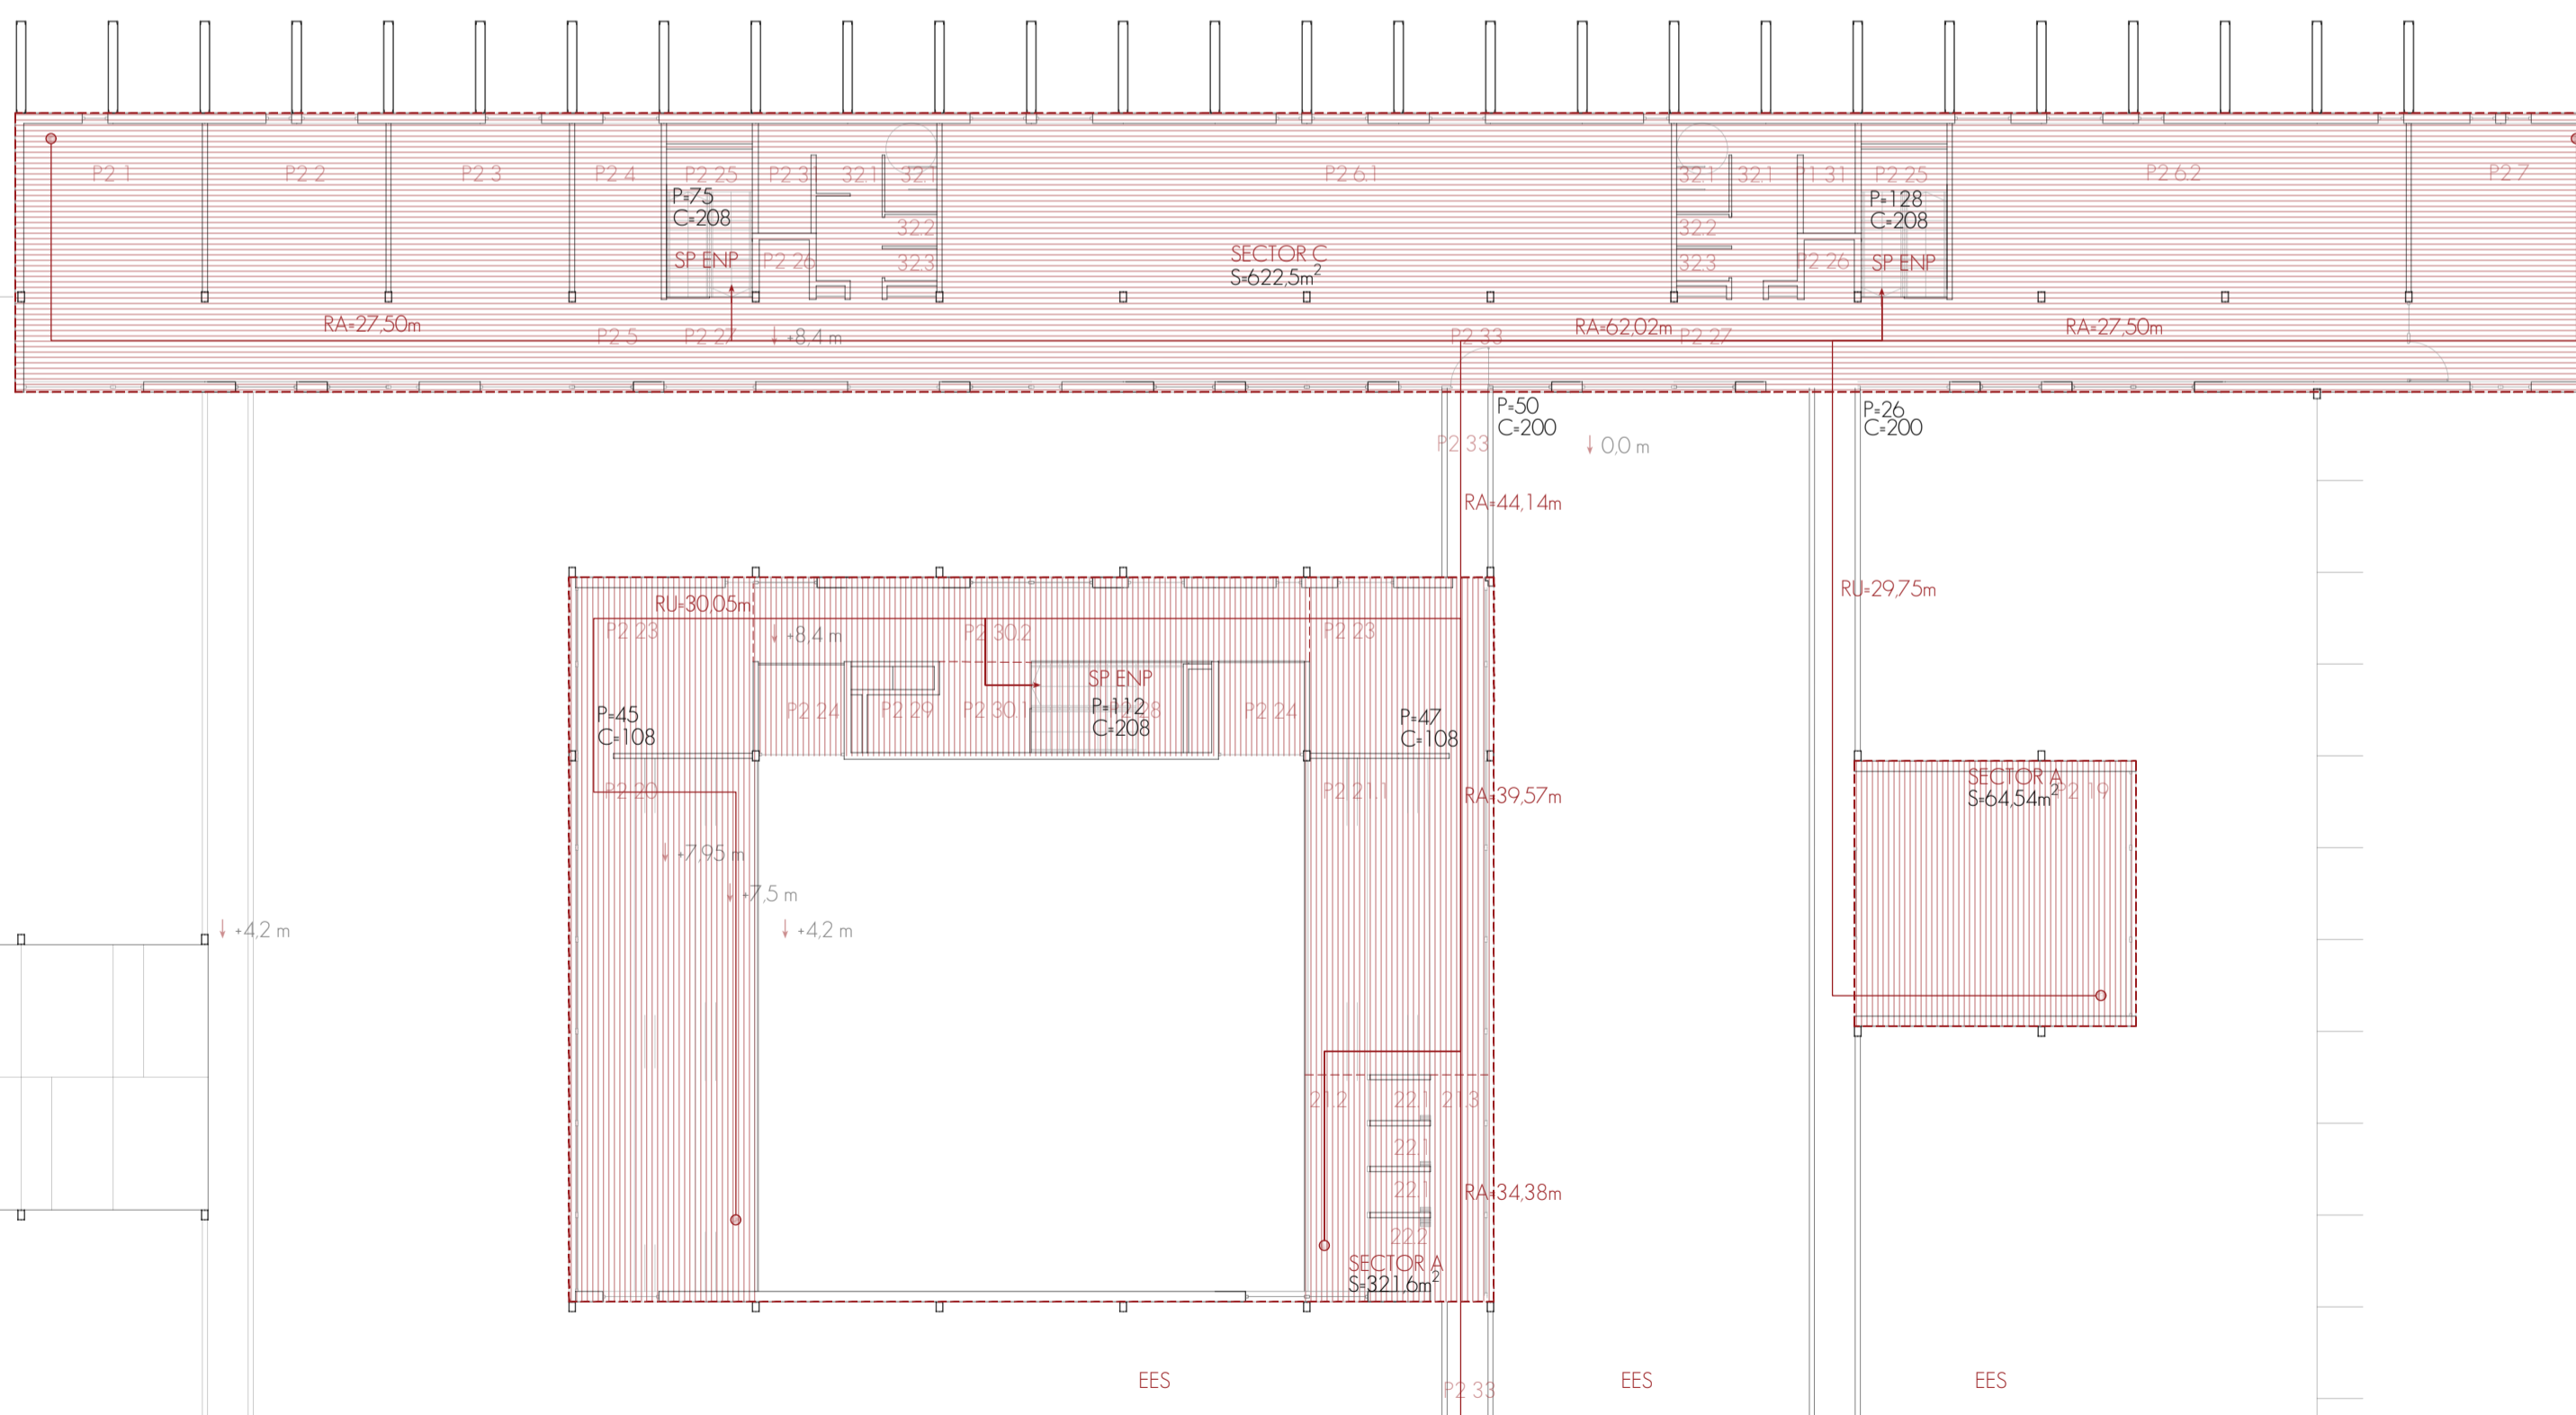 P2 1
P2 2
P2 3
P2 4
P2 25
P=75
C=208
SP ENP
P2 31
32.1
32.1
32.2
32.3
P2 26
P2 6.1
SECTOR C
S=622,5m²
32.1
32.1
P1 31
32.2
32.3
P2 26
P2 25
P=128
C=208
SP ENP
P2 6.2
P2 7
RA=27,50m
P2 5
P2 27
+8,4 m
P2 33
RA=62,02m
P2 27
RA=27,50m
P=50
C=200
P2 33
0,0 m
P=26
C=200
RA=44,14m
RU=29,75m
RU=30,05m
P2 23
+8,4 m
P2 30.2
P2 23
SP ENP
P=45
C=108
P2 24
P2 29
P2 30.1
P=112
C=208
P2 24
P=47
C=108
P2 20
P2 21.1
RA=39,57m
SECTOR A
S=64,54m²
P2 19
+7,95 m
+7,5 m
+4,2 m
+4,2 m
21.2
22.1
21.3
22.1
22.1
RA=34,38m
22.2
SECTOR A
S=321,6m²
EES
EES
EES
P2 33